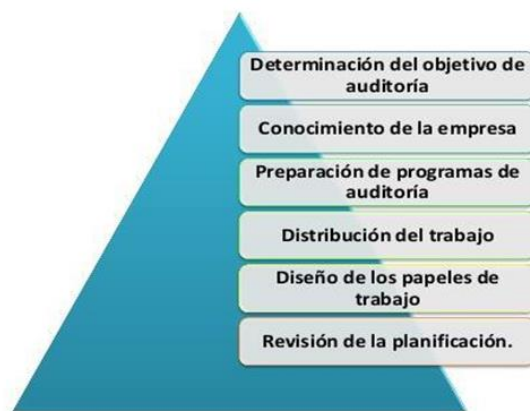 Determinación del objetivo de
auditoría
Conocimiento de la empresa
Preparación de programas de
auditoría
Distribución del trabajo
Diseño de los papeles de
trabajo
Revisión de la planificación.